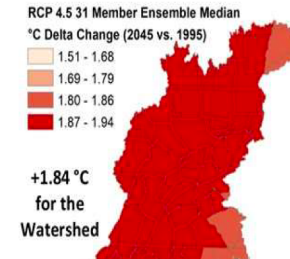 RCP 4.5 31 Member Ensemble Median
°C Delta Change (2045 vs. 1995)
1.51 - 1.68
1.69 - 1.79
1.80 - 1.86
1.87 - 1.94
+1.84 °C
for the
Watershed